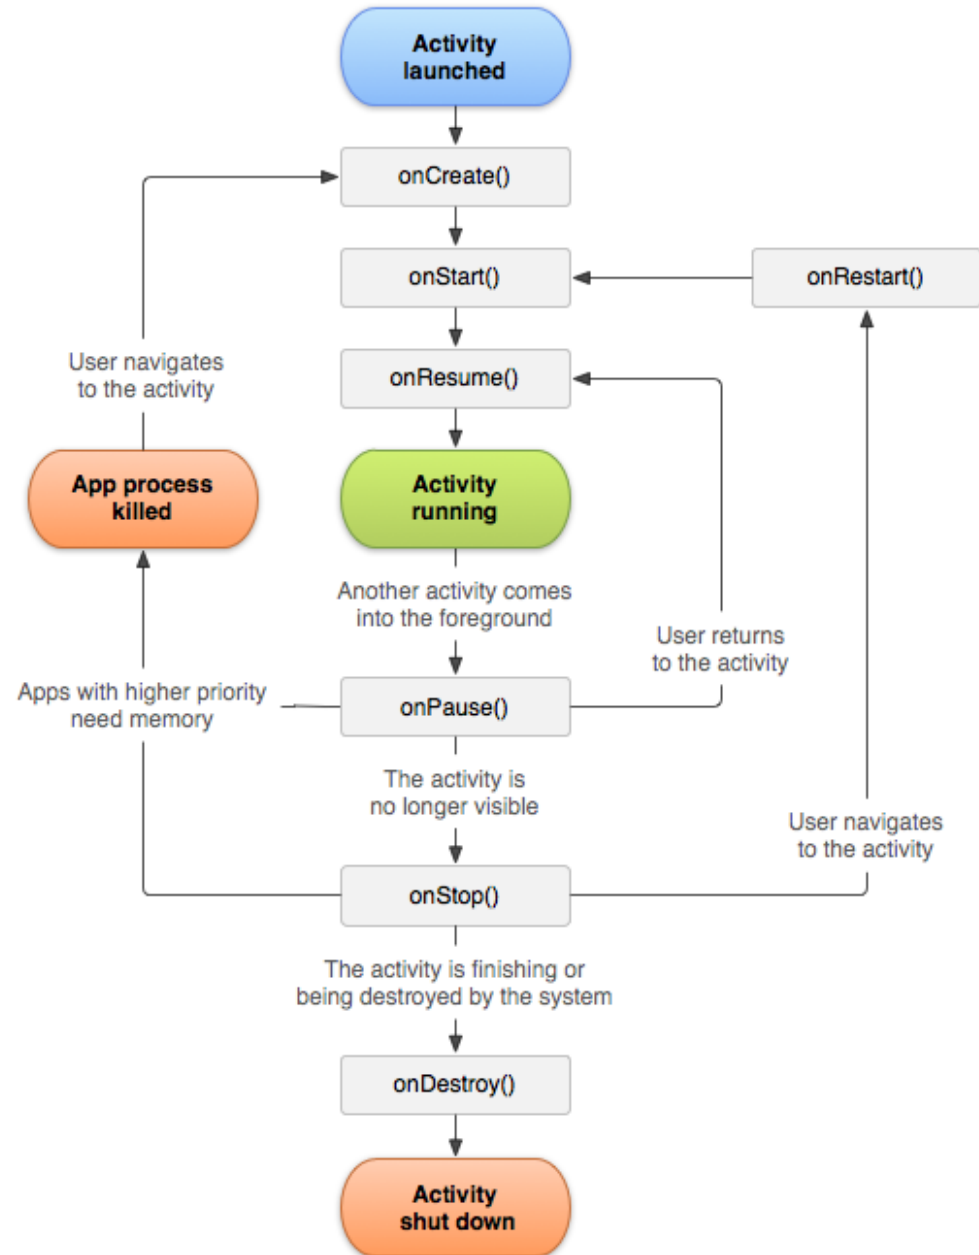 Activity
launched
onCreate()
onStart()
onRestart()
User navigates
to the activity
onResume()
App process
killed
Activity
running
Another activity comes
into the foreground
User returns
to the activity
Apps with higher priority
need memory
onPause()
The activity is
no longer visible
User navigates
to the activity
onStop()
The activity is finishing or
being destroyed by the system
onDestroy()
Activity
shut down